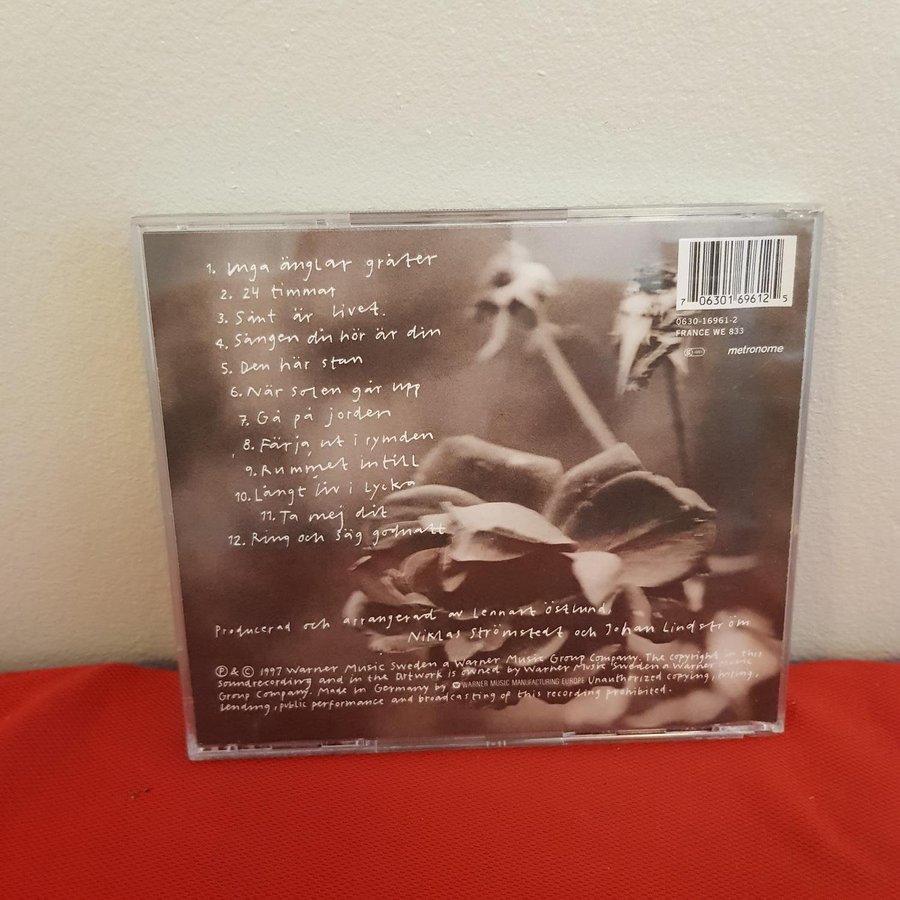 1. Inga änglar gråter
2. 24 timmar
3. Sånt är livet.
4. Sången du hör är din
5. Den här stan
6. När solen går upp
7. Gå på jorden
8. Färja ut i rymden
9. Rummet intill
10. Långt liv i lycka
11. Ta mej dit
12. Ring och säg godnatt
7 06301 69612 5
0630-16961-2
FRANCE WE 833
metronome
Producerad och arrangerad av Lennart Östlund,
Niklas Strömstedt och Johan Lindström
Ⓟ & © 1997 Warner Music Sweden a Warner Music Group Company. The copyright in this
soundrecording and in the Artwork is owned by Warner Music Sweden a Warner Music
Group Company. Made in Germany by WARNER MUSIC MANUFACTURING EUROPE Unauthorized copying, hiring,
lending, public performance and broadcasting of this recording prohibited.